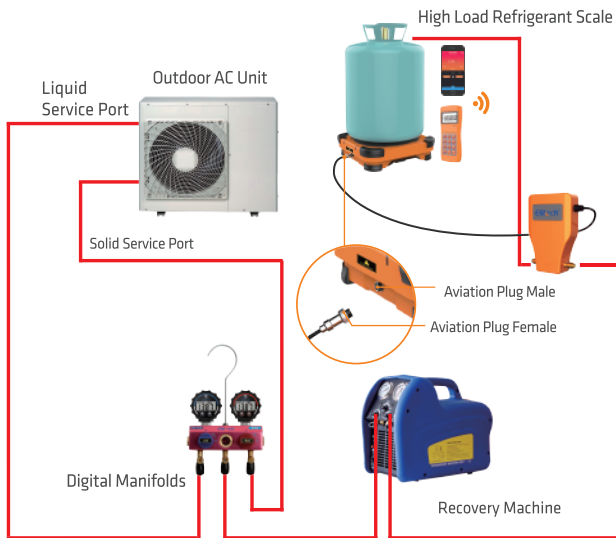 High Load Refrigerant Scale
Outdoor AC Unit
Liquid
Service Port
Solid Service Port
Aviation Plug Male
Aviation Plug Female
Digital Manifolds
Recovery Machine